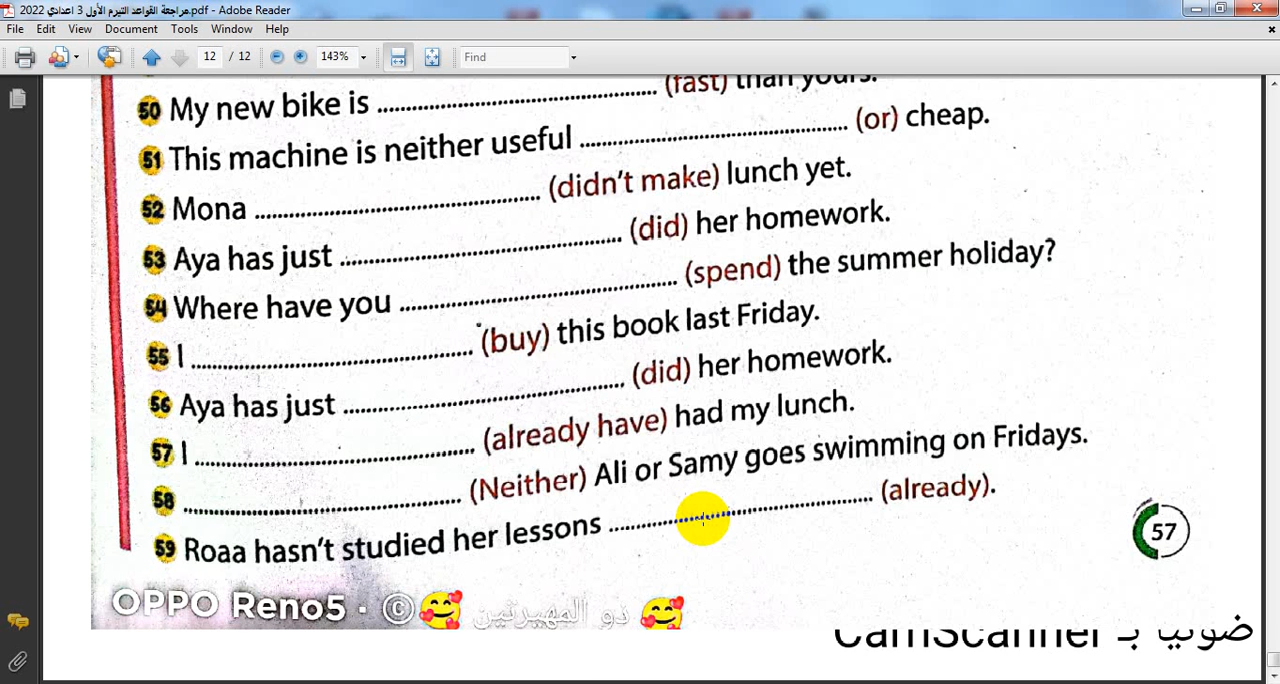 مراجعة القواعد التيرم الأول 3 اعدادي 2022.pdf - Adobe Reader
File Edit View Document Tools Window Help
12 / 12 143% Find
50 My new bike is ........................ (fast) than yours.
51 This machine is neither useful ........................ (or) cheap.
52 Mona ........................ (didn't make) lunch yet.
53 Aya has just ........................ (did) her homework.
54 Where have you ........................ (spend) the summer holiday?
55 I ........................ (buy) this book last Friday.
56 Aya has just ........................ (did) her homework.
57 I ........................ (already have) had my lunch.
58 ........................ (Neither) Ali or Samy goes swimming on Fridays.
59 Roaa hasn't studied her lessons ........................ (already).
57
OPPO Reno5 · © ذو المهيرتين
CamScanner ضوئيا بـ